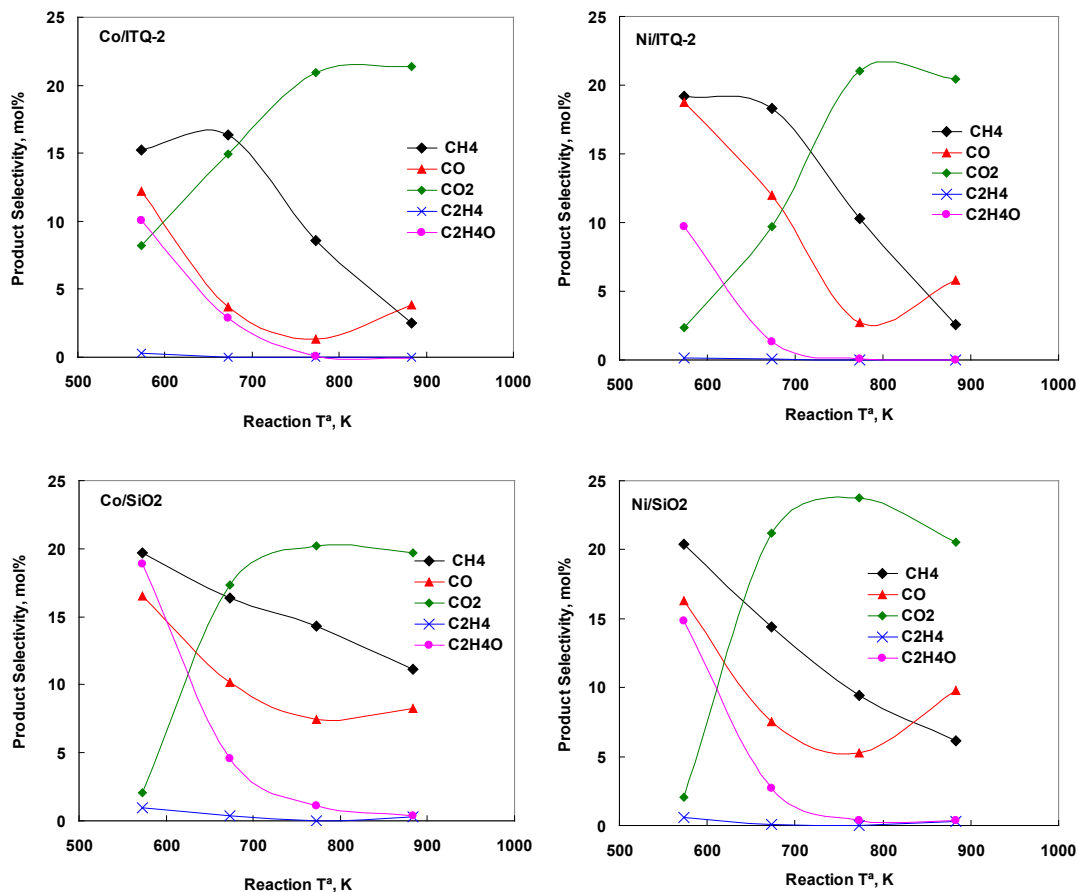 Co/ITQ-2
Product Selectivity, mol%
25
20
15
10
5
0
500 600 700 800 900 1000
Reaction Tª, K
CH4
CO
CO2
C2H4
C2H4O
Ni/ITQ-2
Product Selectivity, mol%
25
20
15
10
5
0
500 600 700 800 900 1000
Reaction Tª, K
CH4
CO
CO2
C2H4
C2H4O
Co/SiO2
Product Selectivity, mol%
25
20
15
10
5
0
500 600 700 800 900 1000
Reaction Tª, K
CH4
CO
CO2
C2H4
C2H4O
Ni/SiO2
Product Selectivity, mol%
25
20
15
10
5
0
500 600 700 800 900 1000
Reaction Tª, K
CH4
CO
CO2
C2H4
C2H4O